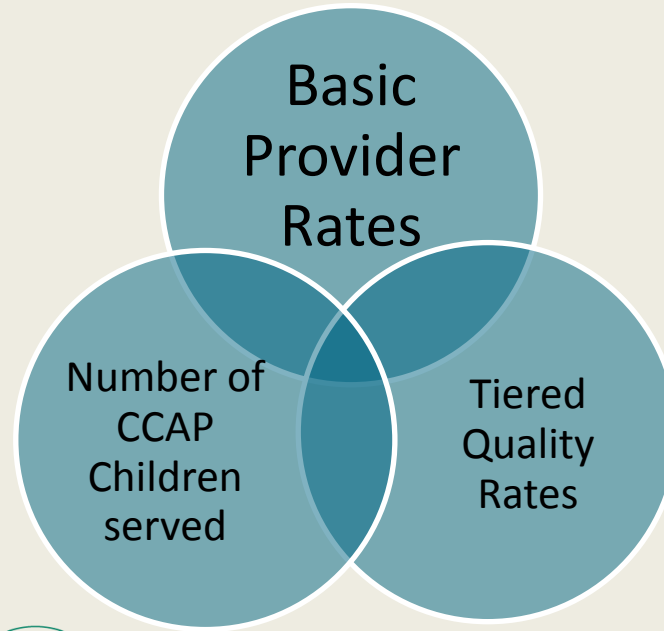 Basic
Provider
Rates
Number of
CCAP
Children
served
Tiered
Quality
Rates